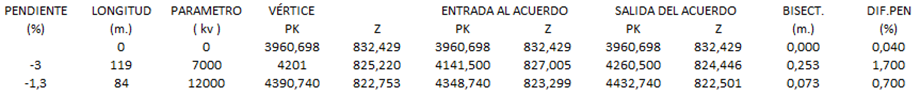 PENDIENTE LONGITUD PARAMETRO VÉRTICE ENTRADA AL ACUERDO SALIDA DEL ACUERDO BISECT. DIF.PEN
(%) (m.) ( kv ) PK Z PK Z PK Z (m.) (%)
0 0 3960,698 832,429 3960,698 832,429 3960,698 832,429 0,000 0,040
-3 119 7000 4201 825,220 4141,500 827,005 4260,500 824,446 0,253 1,700
-1,3 84 12000 4390,740 822,753 4348,740 823,299 4432,740 822,501 0,073 0,700